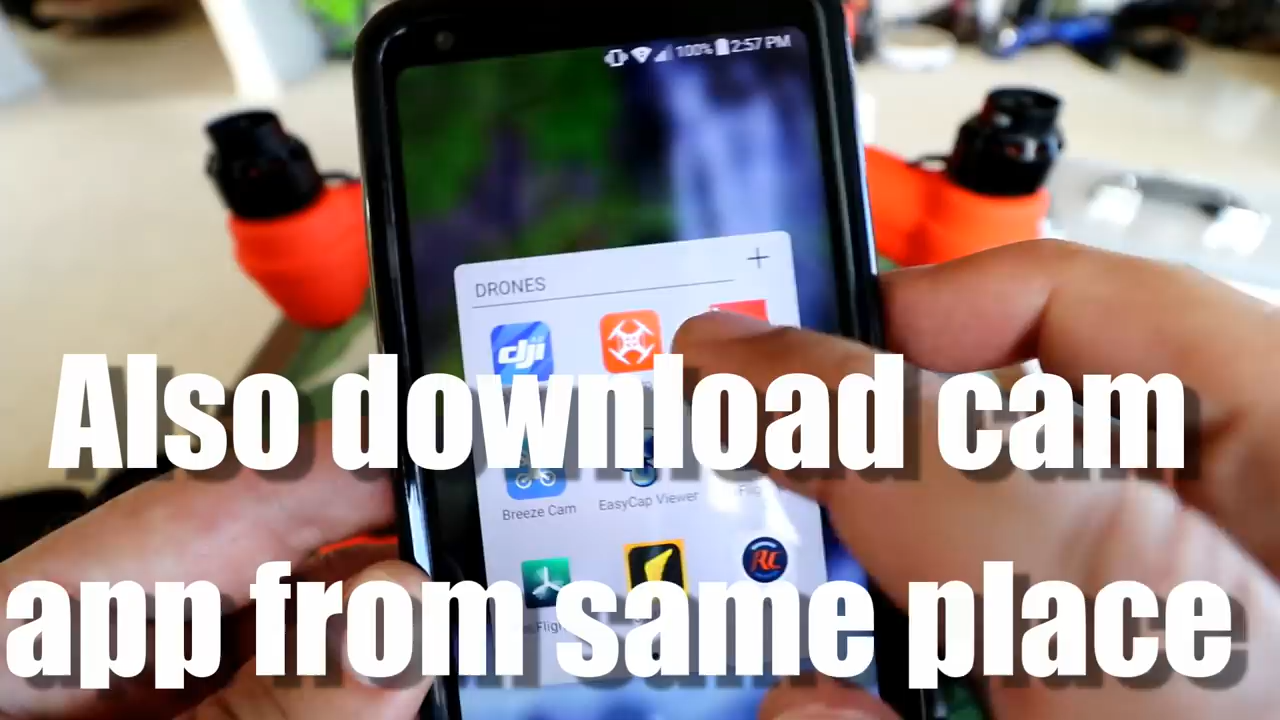 100% 2:57 PM
DRONES
dji
Also download cam
Breeze Cam
EasyCap Viewer
RC
app from same place